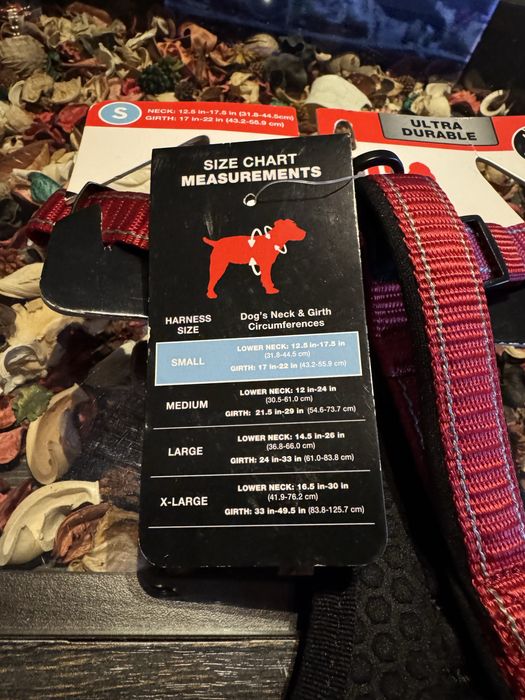 S
NECK: 12.5 in-17.5 in (31.8-44.5cm)
GIRTH: 17 in-22 in (43.2-55.9 cm)
ULTRA
DURABLE
SIZE CHART
MEASUREMENTS
HARNESS
SIZE
Dog's Neck & Girth
Circumferences
SMALL
LOWER NECK: 12.5 in-17.5 in
(31.8-44.5 cm)
GIRTH: 17 in-22 in (43.2-55.9 cm)
MEDIUM
LOWER NECK: 12 in-24 in
(30.5-61.0 cm)
GIRTH: 21.5 in-29 in (54.6-73.7 cm)
LARGE
LOWER NECK: 14.5 in-26 in
(36.8-66.0 cm)
GIRTH: 24 in-33 in (61.0-83.8 cm)
X-LARGE
LOWER NECK: 16.5 in-30 in
(41.9-76.2 cm)
GIRTH: 33 in-49.5 in (83.8-125.7 cm)